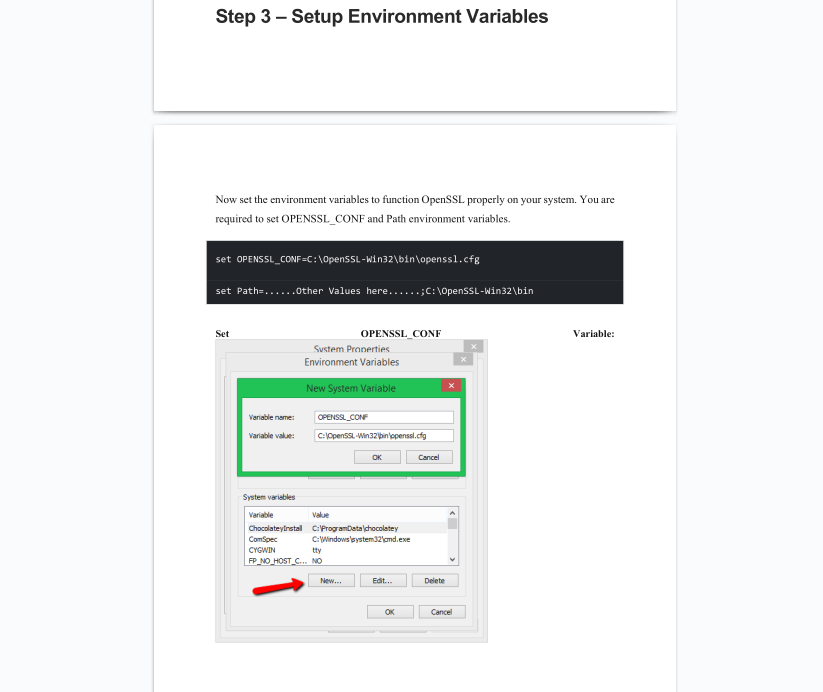 Step 3 – Setup Environment Variables
Now set the environment variables to function OpenSSL properly on your system. You are
required to set OPENSSL_CONF and Path environment variables.
set OPENSSL_CONF=C:\OpenSSL-Win32\bin\openssl.cfg
set Path=......Other Values here......;C:\OpenSSL-Win32\bin
Set OPENSSL_CONF Variable:
System Properties
Environment Variables
New System Variable
Variable name: OPENSSL_CONF
Variable value: C:\OpenSSL-Win32\bin\openssl.cfg
OK Cancel
System variables
Variable Value
ChocolateyInstall C:\ProgramData\chocolatey
ComSpec C:\Windows\system32\cmd.exe
CYGWIN tty
FP_NO_HOST_C... NO
New... Edit... Delete
OK Cancel